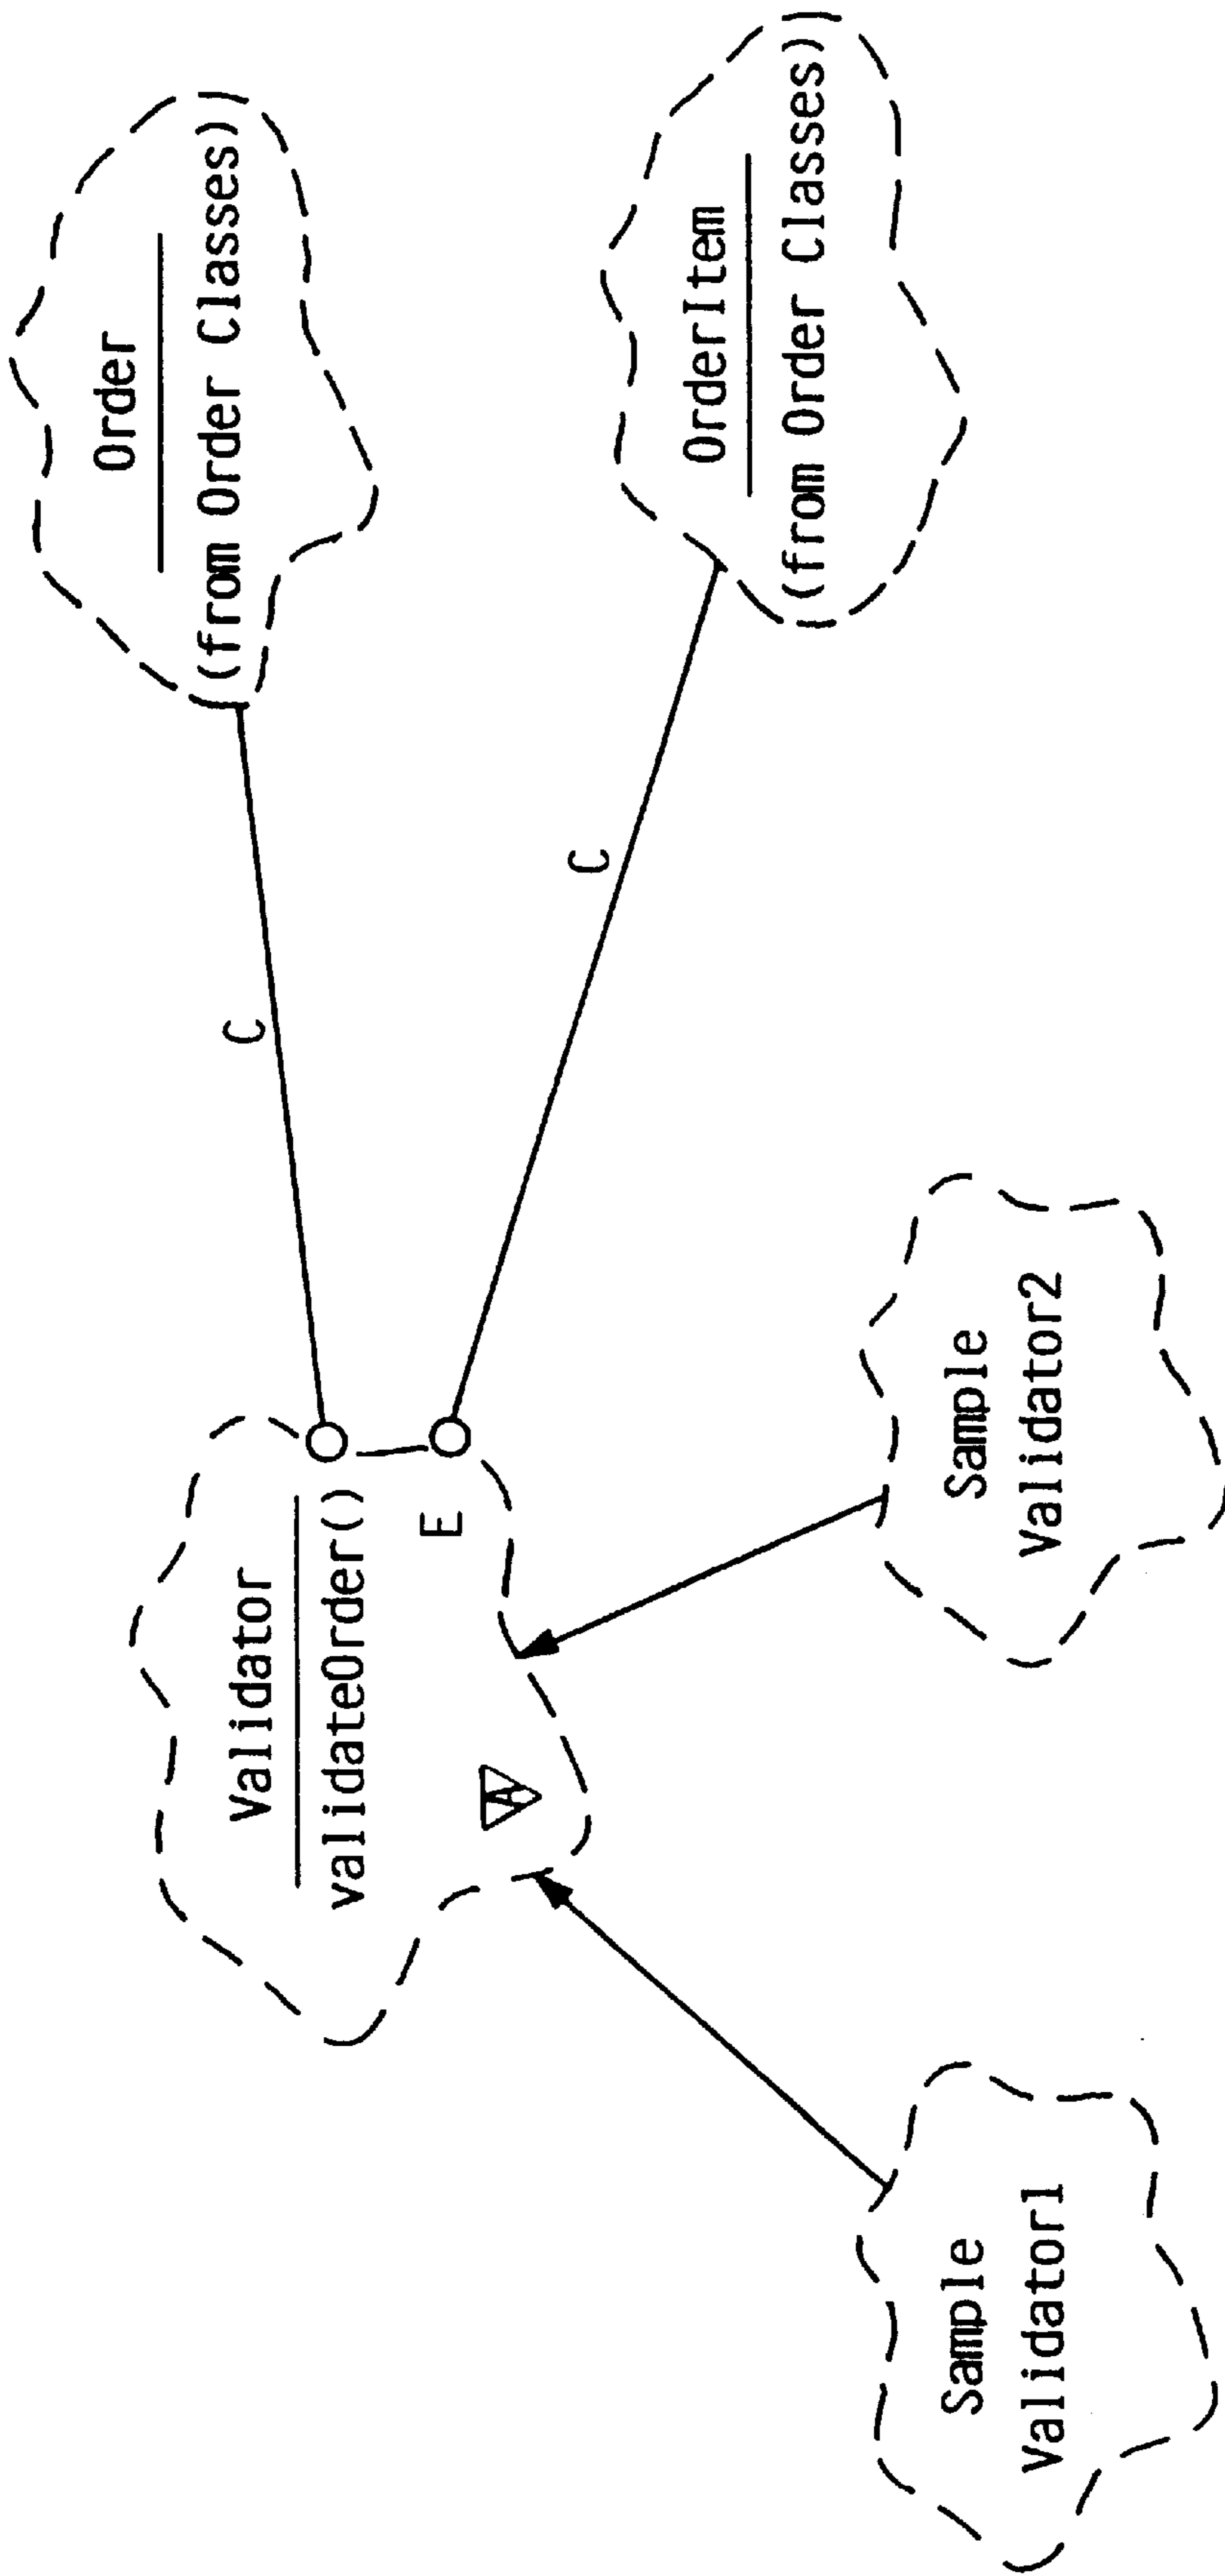 Validator
validateOrder()
E
A
C
Order
(from Order Classes)
C
OrderItem
(from Order Classes)
Sample
Validator1
Sample
Validator2